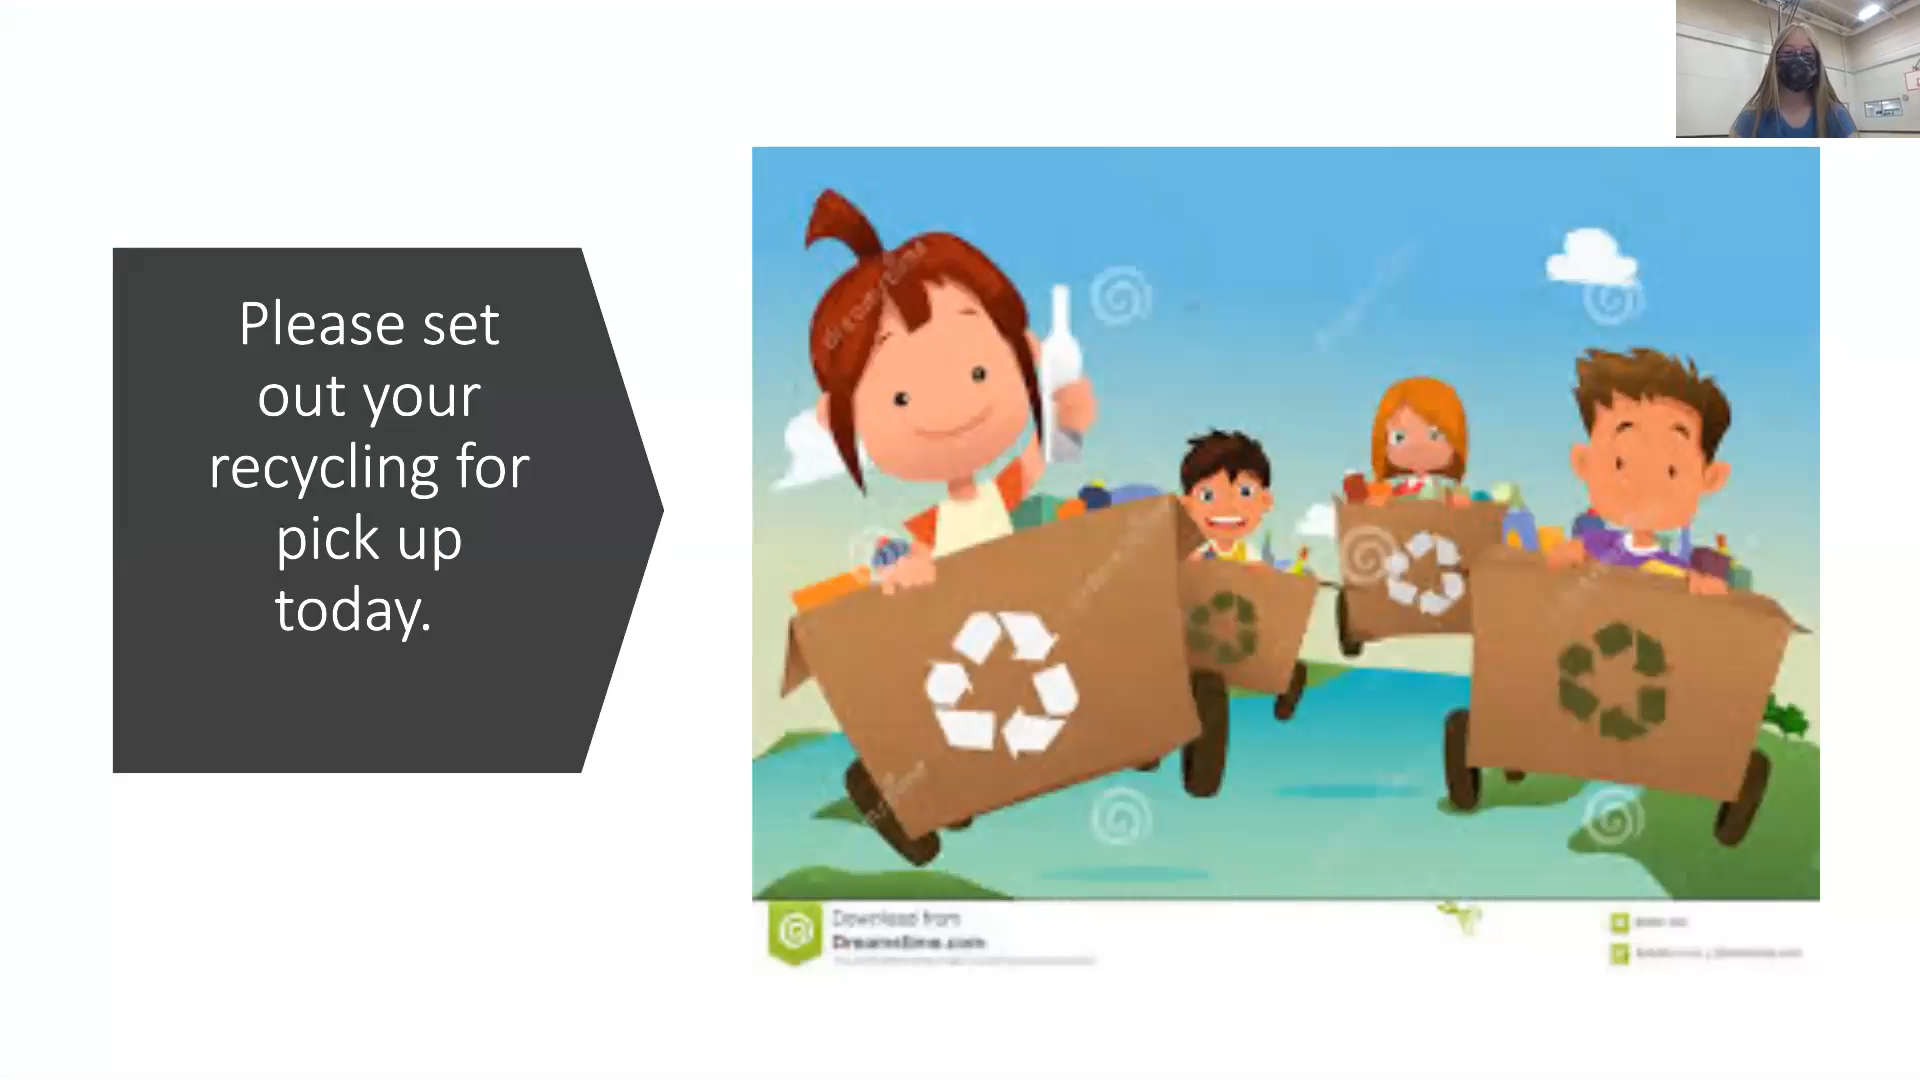 Please set
out your
recycling for
pick up
today.
Download from
Dreamstime.com